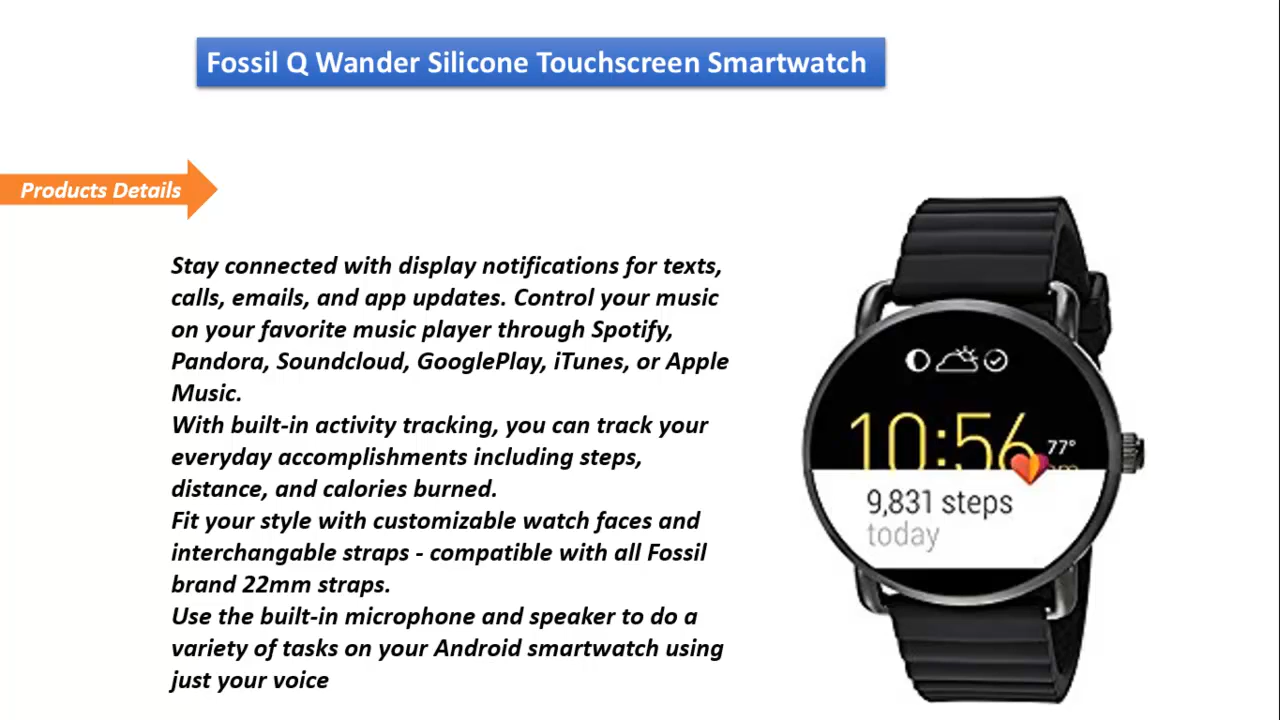 Fossil Q Wander Silicone Touchscreen Smartwatch
Products Details
Stay connected with display notifications for texts,
calls, emails, and app updates. Control your music
on your favorite music player through Spotify,
Pandora, Soundcloud, GooglePlay, iTunes, or Apple
Music.
With built-in activity tracking, you can track your
everyday accomplishments including steps,
distance, and calories burned.
Fit your style with customizable watch faces and
interchangable straps - compatible with all Fossil
brand 22mm straps.
Use the built-in microphone and speaker to do a
variety of tasks on your Android smartwatch using
just your voice
10:56
77°
9,831 steps
today